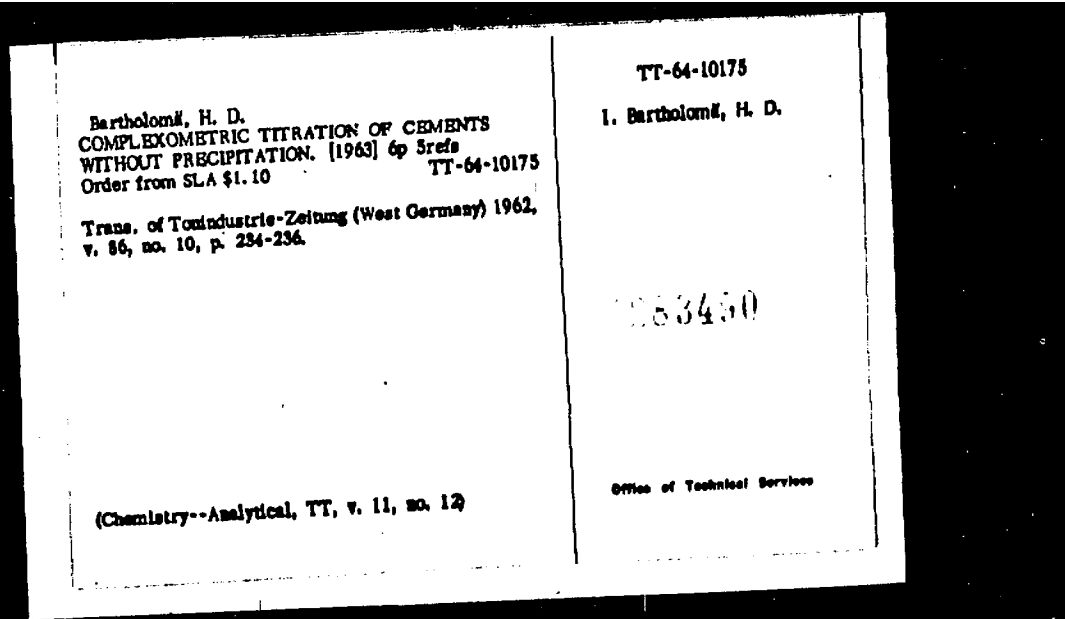 Bartholomä, H. D.
COMPLEXOMETRIC TITRATION OF CEMENTS
WITHOUT PRECIPITATION. [1963] 6p 5refs
TT-64-10175
Order from SLA $1.10
Trans. of Tonindustrie-Zeitung (West Germany) 1962,
v. 86, no. 10, p. 234-236.
(Chemistry--Analytical, TT, v. 11, no. 12)
TT-64-10175
1. Bartholomä, H. D.
Office of Technical Services